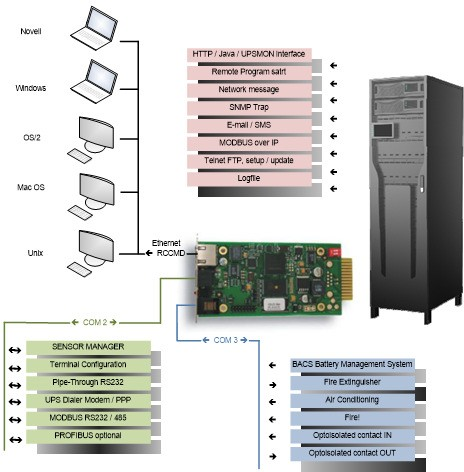 Novell
Windows
OS/2
Mac OS
Unix
HTTP / Java / UPSMON Interface
Remote Program satrt
Network message
SNMP Trap
E-mail / SMS
MODBUS over IP
Telnet FTP, setup / update
Logfile
Ethernet
RCCMD
COM 2
COM 3
SENSOR MANAGER
Terminal Configuration
Pipe-Through RS232
UPS Dialer Modem / PPP
MODBUS RS232 / 485
PROFIBUS optional
BACS Battery Management System
Fire Extinguisher
Air Conditioning
Fire!
Optoisolated contact IN
Optoisolated contact OUT